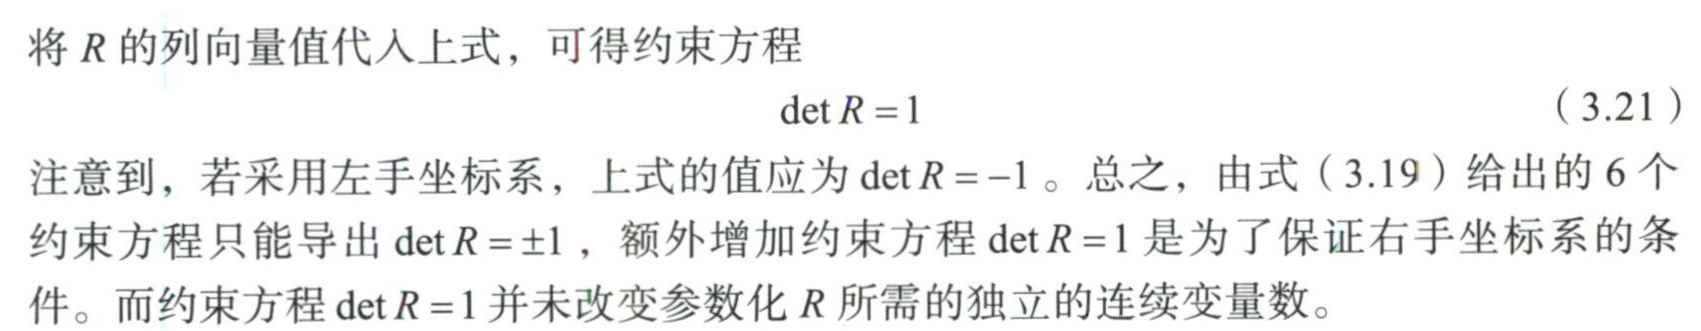 将 R 的列向量值代入上式，可得约束方程
det R = 1 （3.21）
注意到，若采用左手坐标系，上式的值应为 det R = −1 。总之，由式（3.19）给出的 6 个
约束方程只能导出 det R = ±1 ，额外增加约束方程 det R = 1 是为了保证右手坐标系的条
件。而约束方程 det R = 1 并未改变参数化 R 所需的独立的连续变量数。